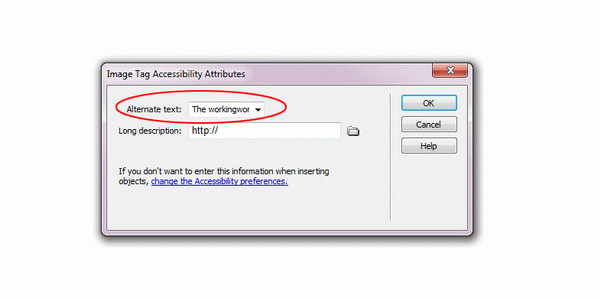 Image Tag Accessibility Attributes
Alternate text: The workingwor
OK
Long description: http://
Cancel
Help
If you don't want to enter this information when inserting
objects, change the Accessibility preferences.